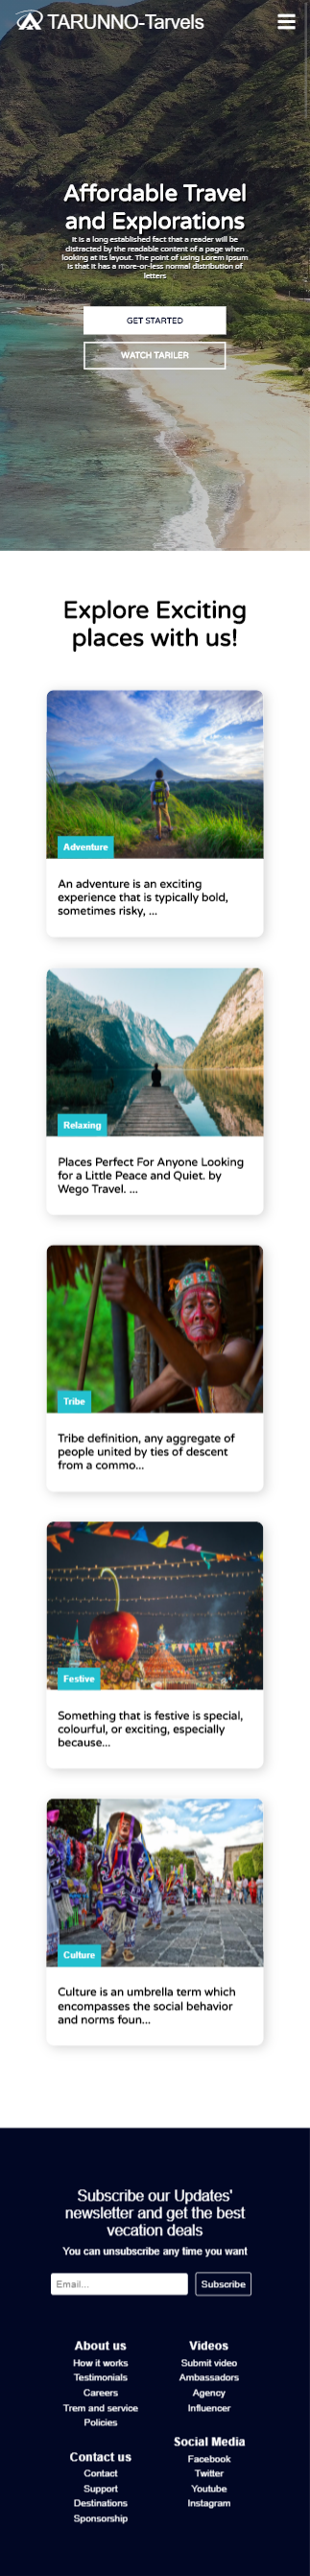 TARUNNO-Tarvels
Affordable Travel
and Explorations
It is a long established fact that a reader will be
distracted by the readable content of a page when
looking at its layout. The point of using Lorem Ipsum
is that it has a more-or-less normal distribution of
letters
GET STARTED
WATCH TARILER
Explore Exciting
places with us!
Adventure
An adventure is an exciting
experience that is typically bold,
sometimes risky, ...
Relaxing
Places Perfect For Anyone Looking
for a Little Peace and Quiet. by
Wego Travel. ...
Tribe
Tribe definition, any aggregate of
people united by ties of descent
from a commo...
Festive
Something that is festive is special,
colourful, or exciting, especially
because...
Culture
Culture is an umbrella term which
encompasses the social behavior
and norms foun...
Subscribe our Updates'
newsletter and get the best
vecation deals
You can unsubscribe any time you want
Email...
Subscribe
About us
How it works
Testimonials
Careers
Trem and service
Policies
Contact us
Contact
Support
Destinations
Sponsorship
Videos
Submit video
Ambassadors
Agency
Influencer
Social Media
Facebook
Twitter
Youtube
Instagram